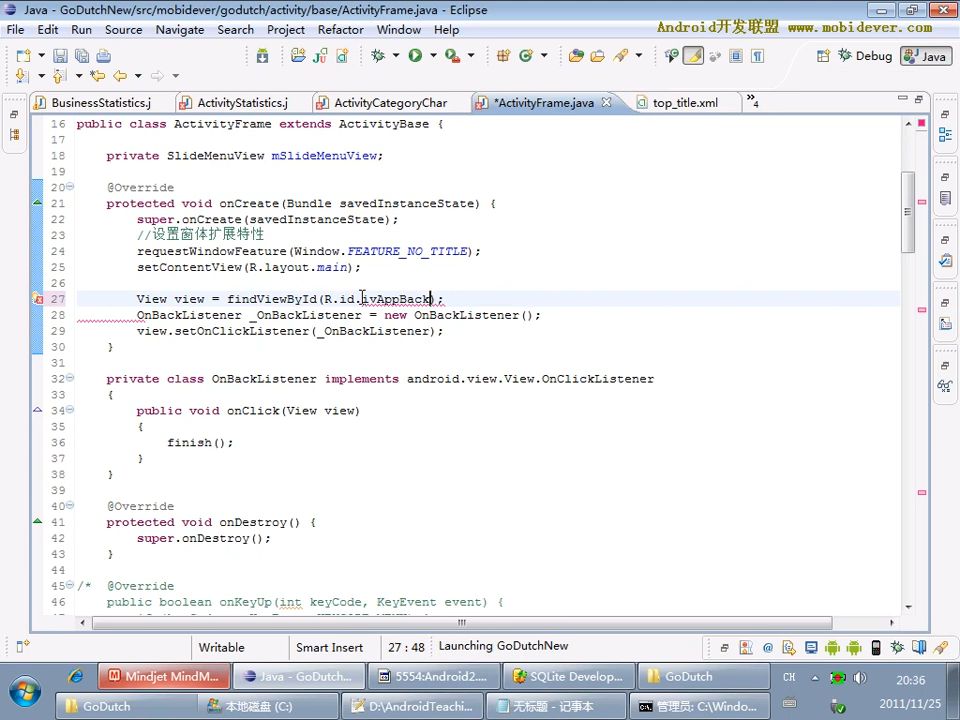 Java - GoDutchNew/src/mobidever/godutch/activity/base/ActivityFrame.java - Eclipse
File Edit Run Source Navigate Search Project Refactor Window Help
Android开发联盟 www.mobidever.com
Debug Java
BusinessStatistics.j ActivityStatistics.j ActivityCategoryChar *ActivityFrame.java top_title.xml »4
16 public class ActivityFrame extends ActivityBase {
17
18 private SlideMenuView mSlideMenuView;
19
20 @Override
21 protected void onCreate(Bundle savedInstanceState) {
22 super.onCreate(savedInstanceState);
23 //设置窗体扩展特性
24 requestWindowFeature(Window.FEATURE_NO_TITLE);
25 setContentView(R.layout.main);
26
27 View view = findViewById(R.id.ivAppBack);
28 OnBackListener _OnBackListener = new OnBackListener();
29 view.setOnClickListener(_OnBackListener);
30 }
31
32 private class OnBackListener implements android.view.View.OnClickListener
33 {
34 public void onClick(View view)
35 {
36 finish();
37 }
38 }
39
40 @Override
41 protected void onDestroy() {
42 super.onDestroy();
43 }
44
45 /* @Override
46 public boolean onKeyUp(int keyCode, KeyEvent event) {
Writable Smart Insert 27 : 48 Launching GoDutchNew
Mindjet MindM... Java - GoDutch... 5554:Android2.... SQLite Develop... GoDutch CH 20:36
GoDutch 本地磁盘 (C:) D:\AndroidTeachi... 无标题 - 记事本 管理员: C:\Window... 2011/11/25